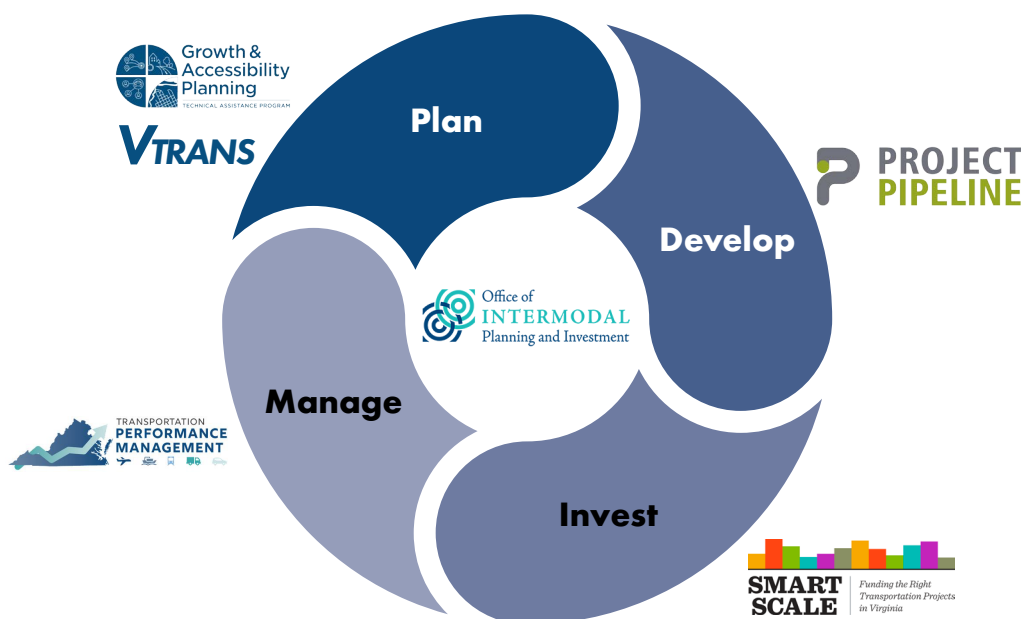 Growth &
Accessibility
Planning
TECHNICAL ASSISTANCE PROGRAM
VTRANS
Plan
PROJECT
PIPELINE
Develop
Office of
INTERMODAL
Planning and Investment
Manage
TRANSPORTATION
PERFORMANCE
MANAGEMENT
Invest
SMART
SCALE
Funding the Right
Transportation Projects
in Virginia